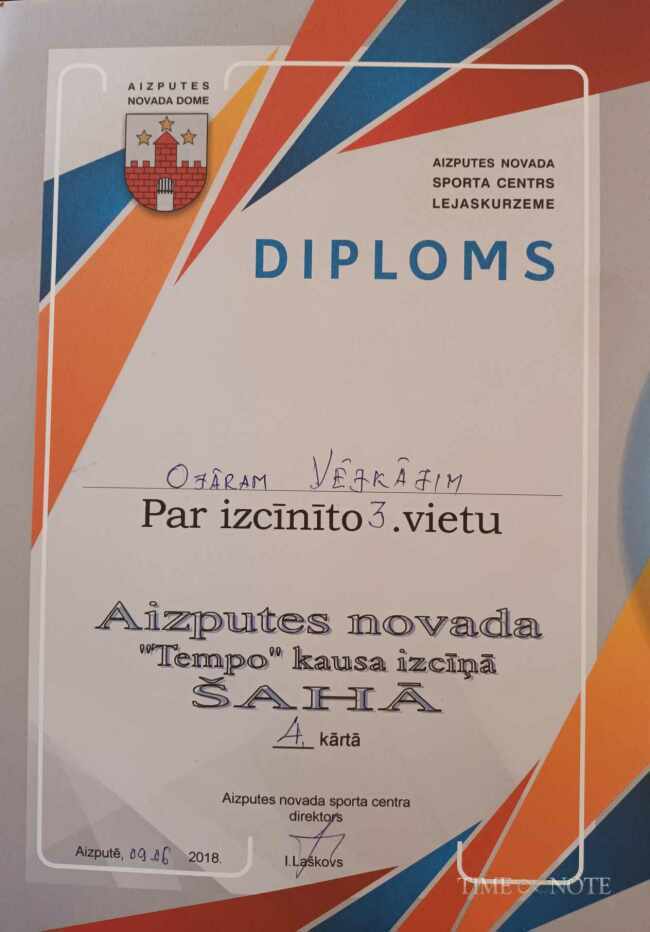 AIZPUTES
NOVADA DOME
AIZPUTES NOVADA
SPORTA CENTRS
LEJASKURZEME
DIPLOMS
OJĀRAM VĒJKĀJIM
Par izcīnīto 3.vietu
Aizputes novada
""Tempo" kausa izcīņā
ŠAHĀ
4. kārtā
Aizputes novada sporta centra
direktors
Aizputē, 09.06 2018.
I.Laškovs
TIME NOTE